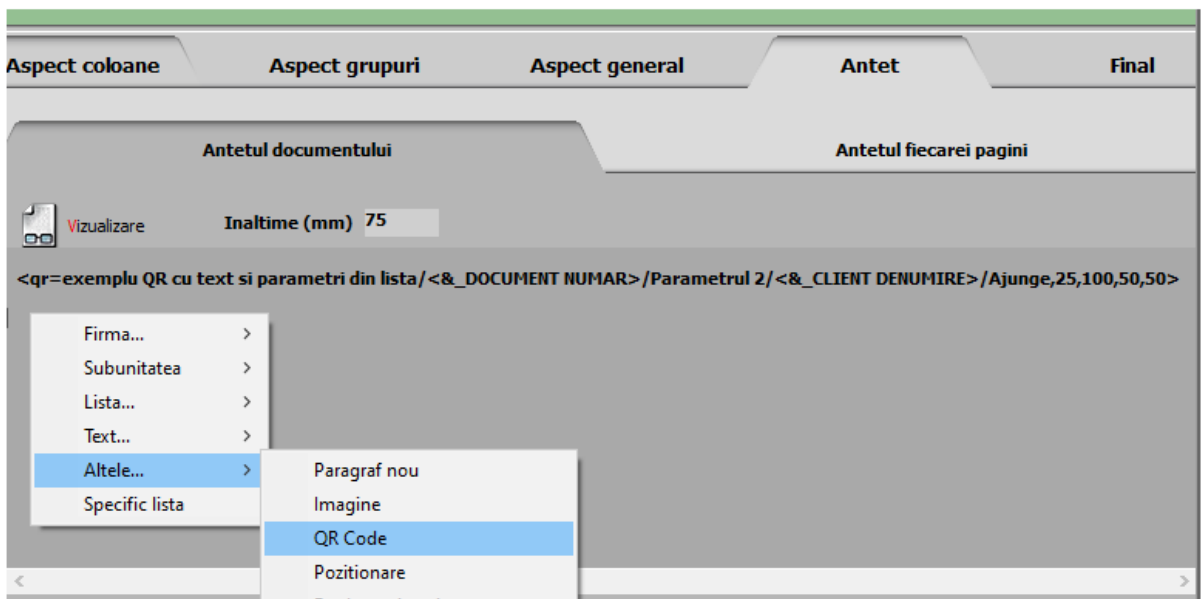 Aspect coloane Aspect grupuri Aspect general Antet Final
Antetul documentului Antetul fiecarei pagini
Vizualizare Inaltime (mm) 75
<qr=exemplu QR cu text si parametri din lista/<&_DOCUMENT NUMAR>/Parametrul 2/<&_CLIENT DENUMIRE>/Ajunge,25,100,50,50>
Firma...
Subunitatea
Lista...
Text...
Altele...
Specific lista
Paragraf nou
Imagine
QR Code
Pozitionare